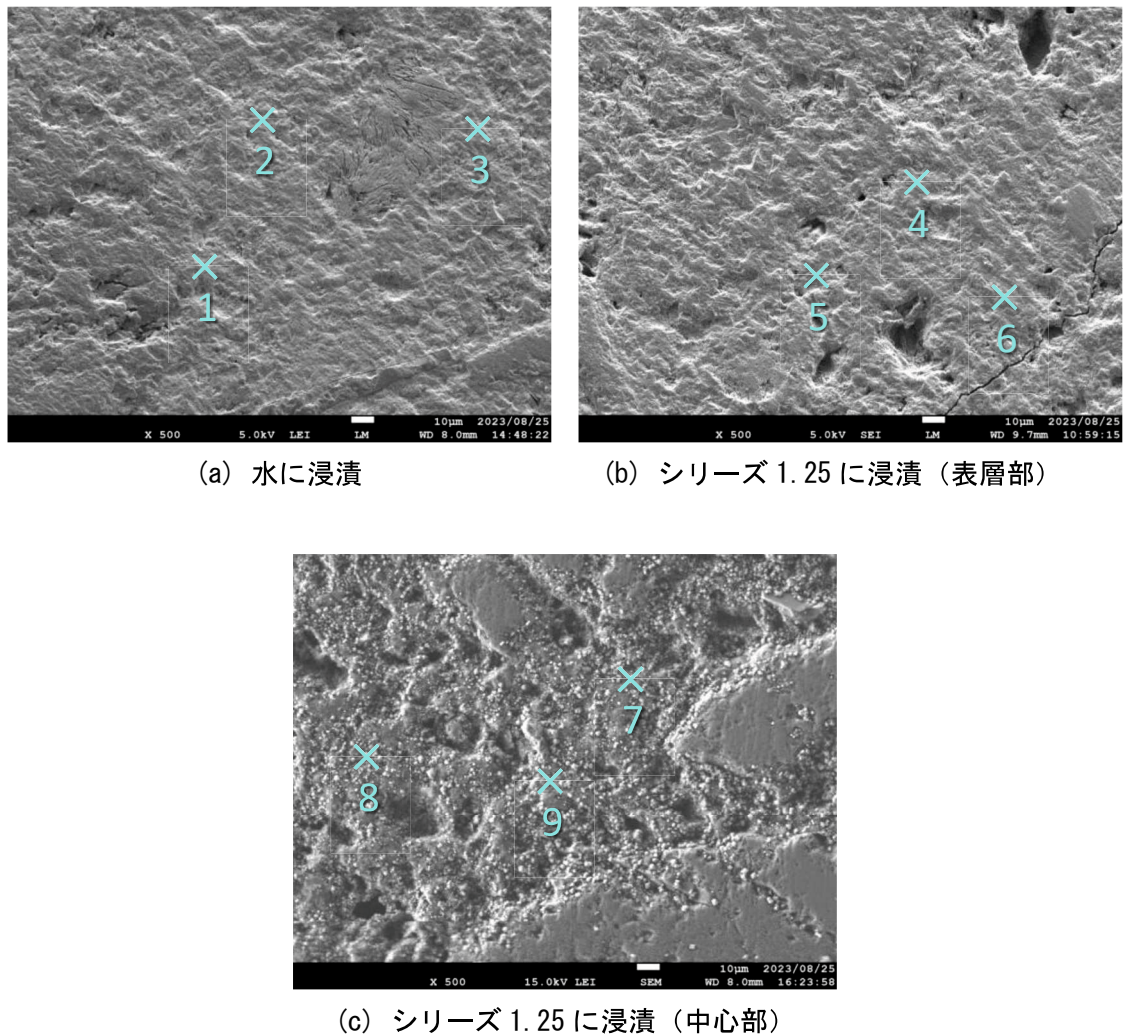 2
3
1
10μm 2023/08/25
X 500 5.0kV LEI LM WD 8.0mm 14:48:22
(a) 水に浸漬
4
5
6
10μm 2023/08/25
X 500 5.0kV SEI LM WD 9.7mm 10:59:15
(b) シリーズ 1.25 に浸漬（表層部）
7
8
9
10μm 2023/08/25
X 500 15.0kV LEI SEM WD 8.0mm 16:23:58
(c) シリーズ 1.25 に浸漬（中心部）